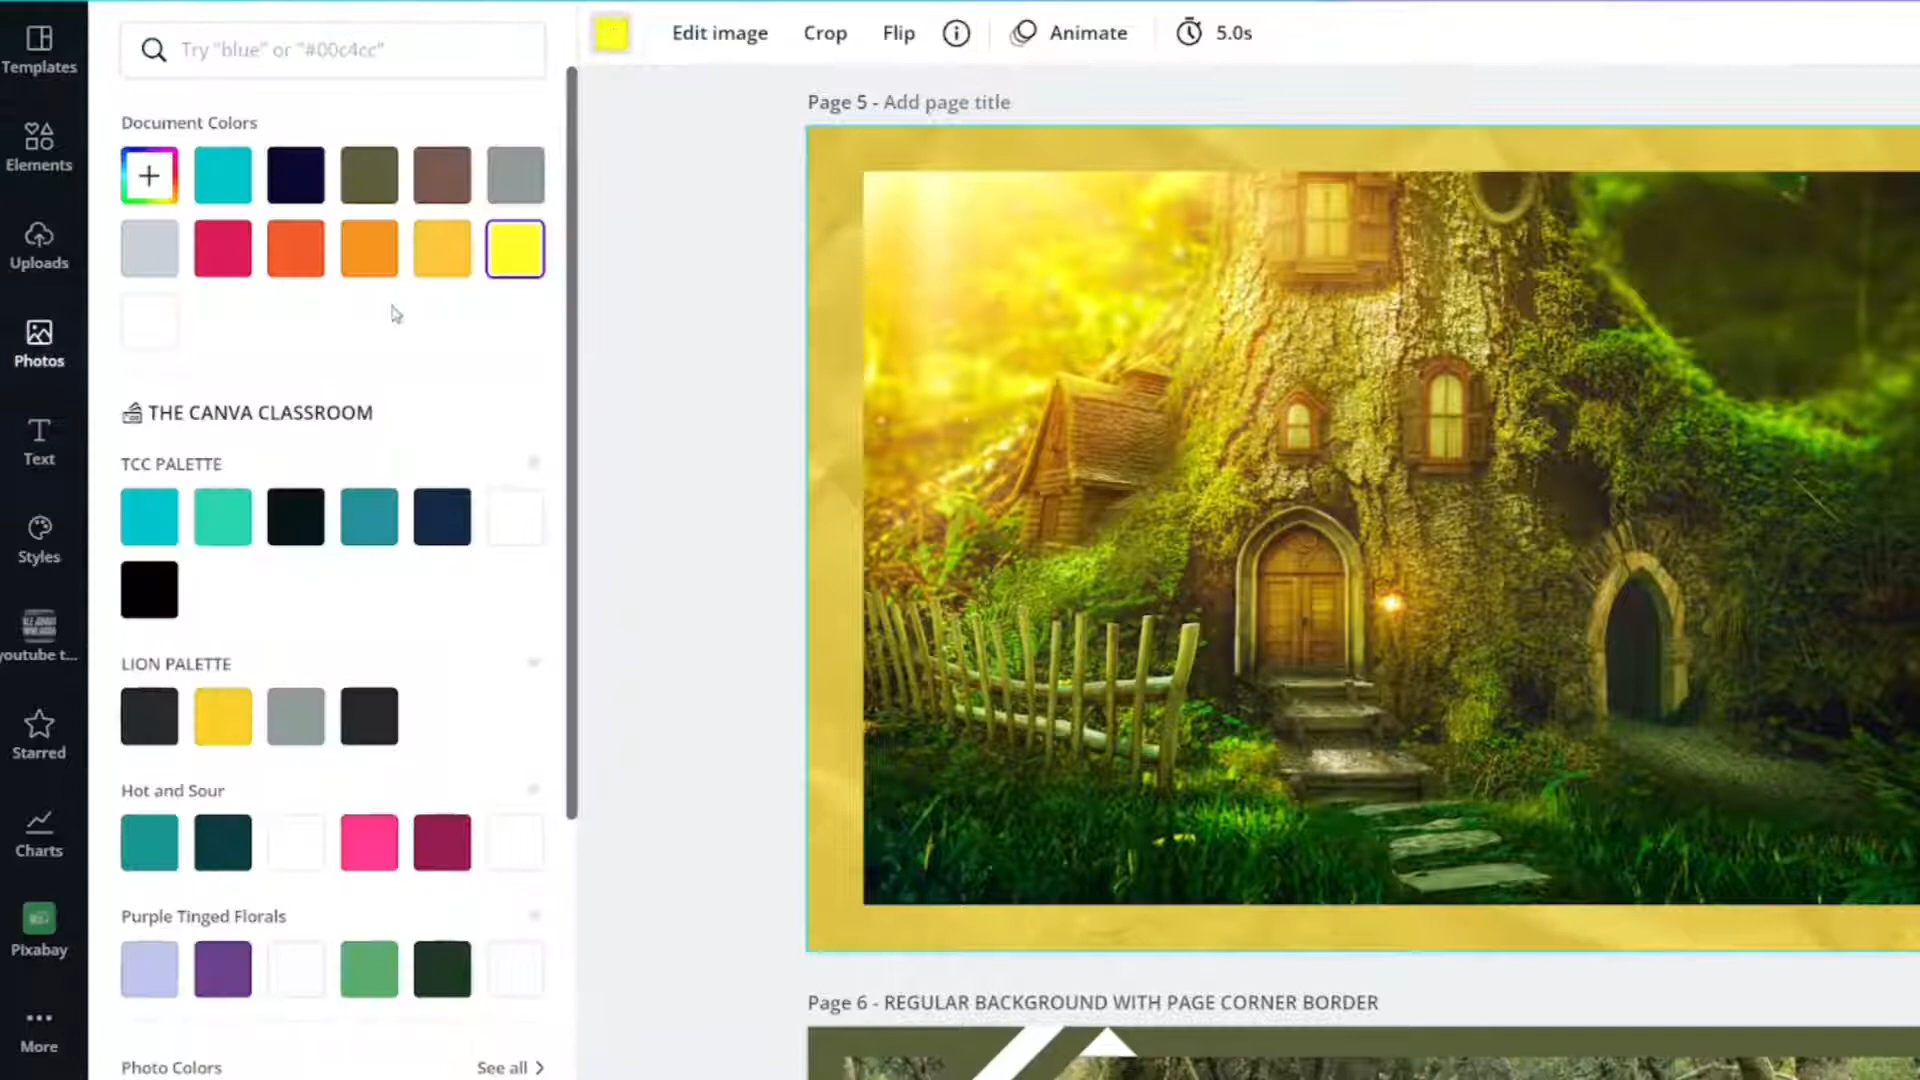 Templates
Elements
Uploads
Photos
Text
Styles
youtube t...
Starred
Charts
Pixabay
More
Try "blue" or "#00c4cc"
Document Colors
THE CANVA CLASSROOM
TCC PALETTE
LION PALETTE
Hot and Sour
Purple Tinged Florals
Photo Colors
See all
Edit image
Crop
Flip
Animate
5.0s
Page 5 - Add page title
Page 6 - REGULAR BACKGROUND WITH PAGE CORNER BORDER